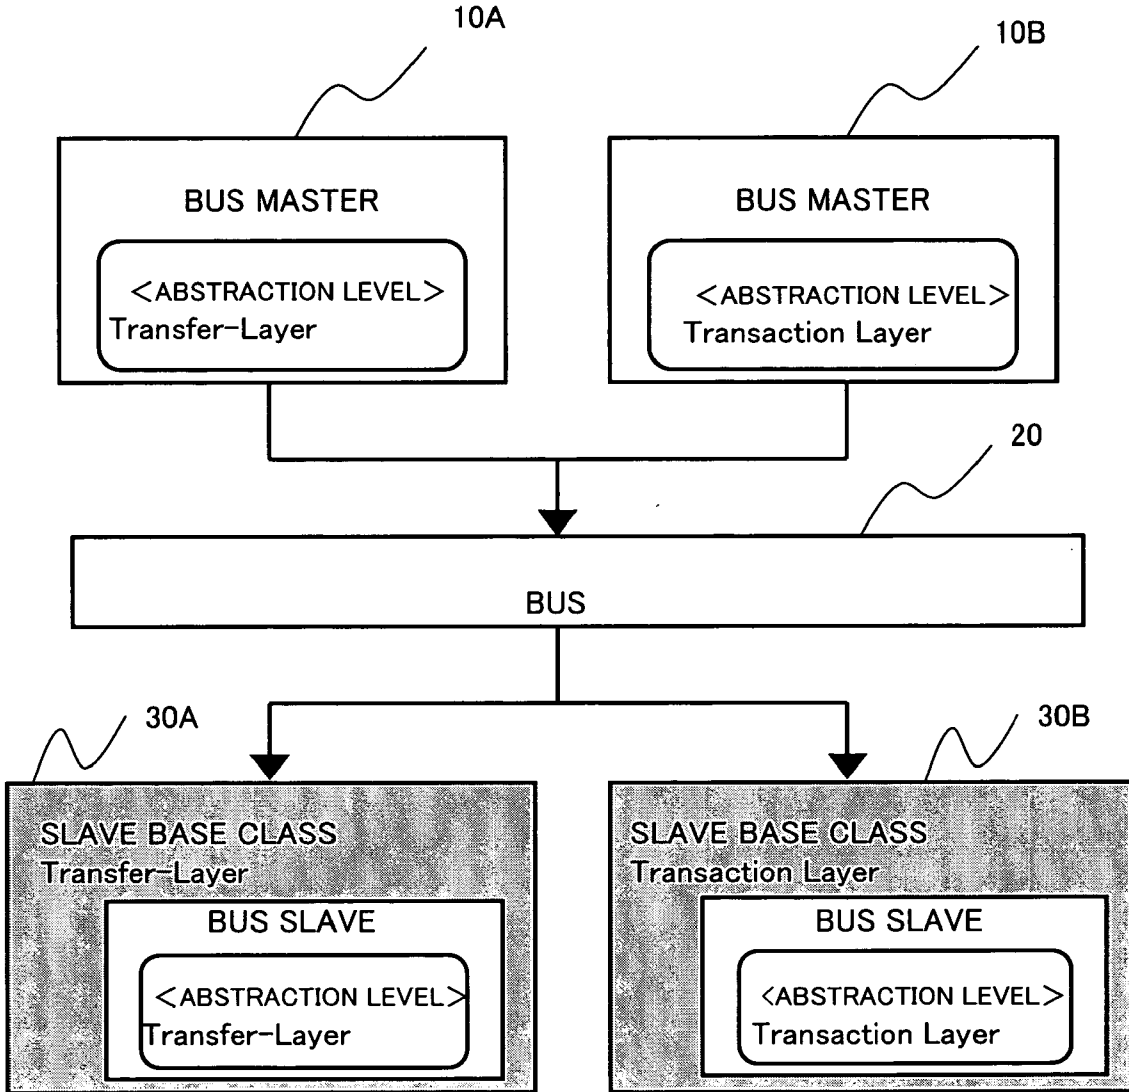 10A
10B
BUS MASTER
<ABSTRACTION LEVEL>
Transfer-Layer
BUS MASTER
<ABSTRACTION LEVEL>
Transaction Layer
20
BUS
30A
30B
SLAVE BASE CLASS
Transfer-Layer
BUS SLAVE
<ABSTRACTION LEVEL>
Transfer-Layer
SLAVE BASE CLASS
Transaction Layer
BUS SLAVE
<ABSTRACTION LEVEL>
Transaction Layer